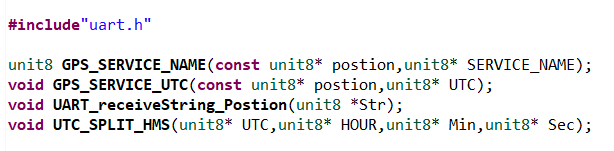 #include"uart.h"
unit8 GPS_SERVICE_NAME(const unit8* postion,unit8* SERVICE_NAME);
void GPS_SERVICE_UTC(const unit8* postion,unit8* UTC);
void UART_receiveString_Postion(unit8 *Str);
void UTC_SPLIT_HMS(unit8* UTC,unit8* HOUR,unit8* Min,unit8* Sec);